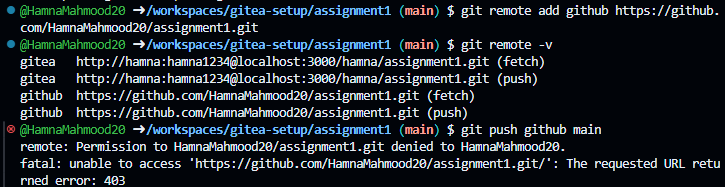 @HamnaMahmood20 ➜/workspaces/gitea-setup/assignment1 (main) $ git remote add github https://github.
com/HamnaMahmood20/assignment1.git
@HamnaMahmood20 ➜/workspaces/gitea-setup/assignment1 (main) $ git remote -v
gitea   http://hamna:hamna1234@localhost:3000/hamna/assignment1.git (fetch)
gitea   http://hamna:hamna1234@localhost:3000/hamna/assignment1.git (push)
github  https://github.com/HamnaMahmood20/assignment1.git (fetch)
github  https://github.com/HamnaMahmood20/assignment1.git (push)
@HamnaMahmood20 ➜/workspaces/gitea-setup/assignment1 (main) $ git push github main
remote: Permission to HamnaMahmood20/assignment1.git denied to HamnaMahmood20.
fatal: unable to access 'https://github.com/HamnaMahmood20/assignment1.git/': The requested URL retu
rned error: 403